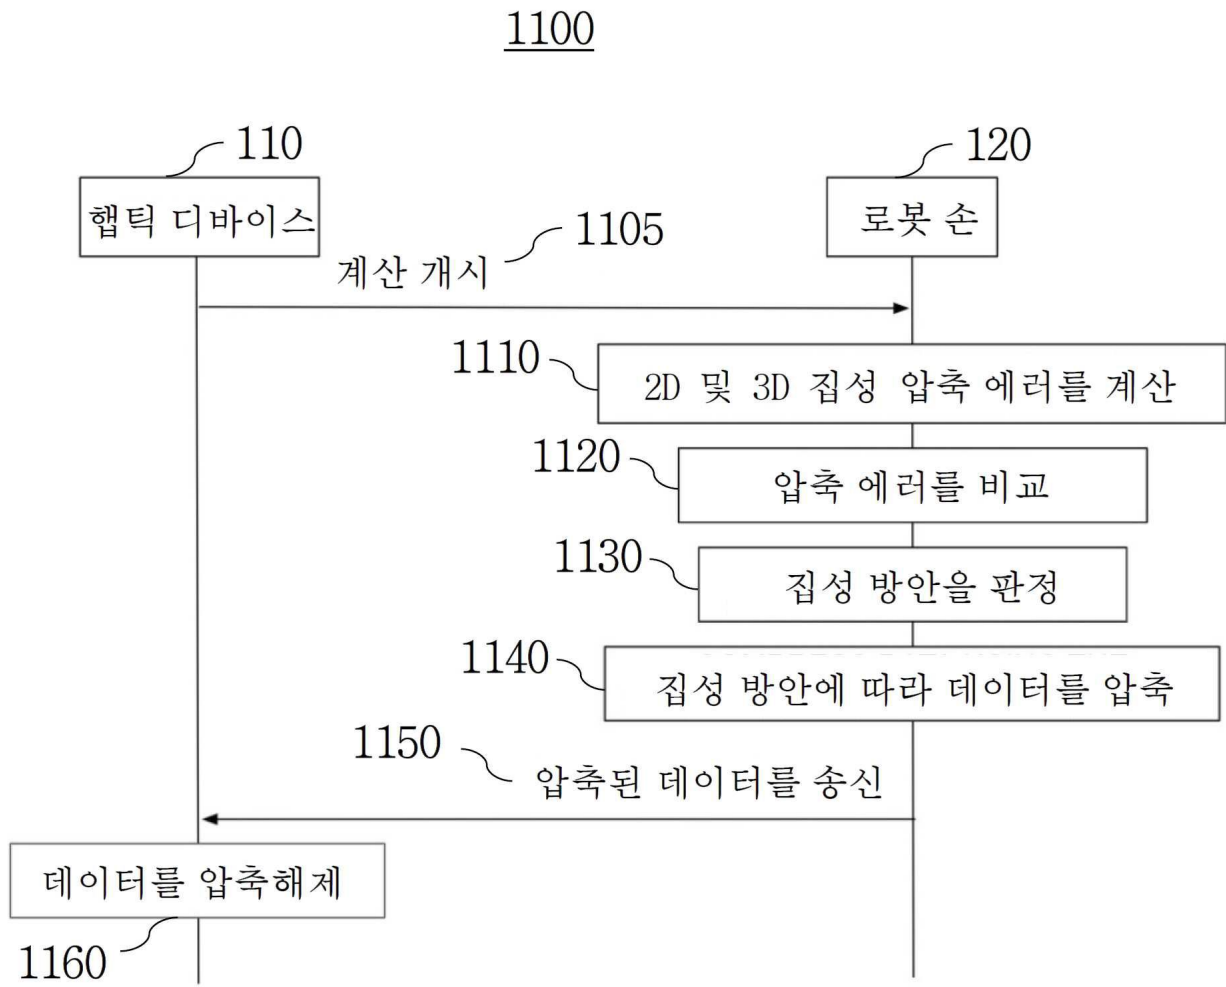 1100
110
120
햅틱 디바이스
로봇 손
1105
계산 개시
1110
2D 및 3D 집성 압축 에러를 계산
1120
압축 에러를 비교
1130
집성 방안을 판정
1140
집성 방안에 따라 데이터를 압축
1150
압축된 데이터를 송신
데이터를 압축해제
1160